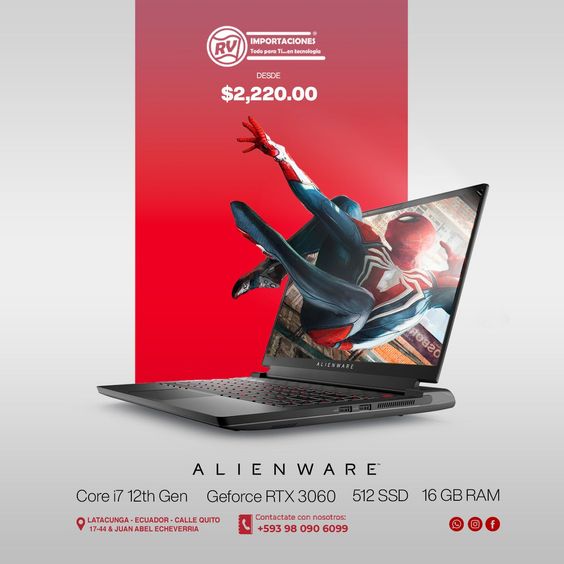 RV
IMPORTACIONES®
Todo para TI...en tecnología
DESDE
$2,220.00
ALIENWARE
ALIENWARE™
Core i7 12th Gen Geforce RTX 3060 512 SSD 16 GB RAM
LATACUNGA - ECUADOR - CALLE QUITO
17-44 & JUAN ABEL ECHEVERRIA
Contactate con nosotros:
+593 98 090 6099